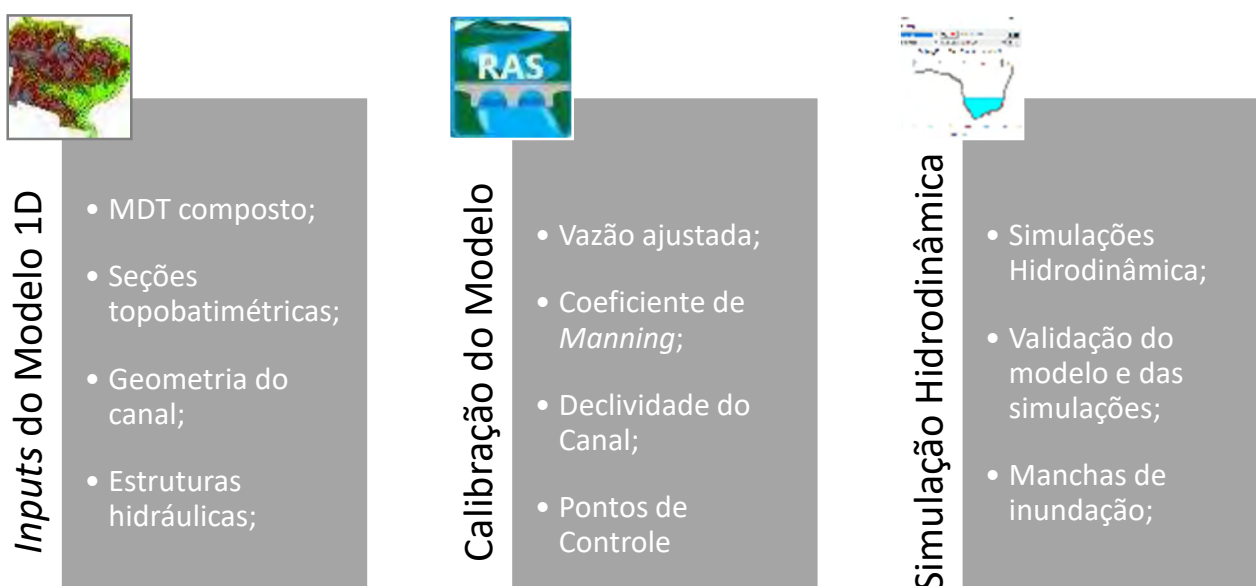 Inputs do Modelo 1D
• MDT composto;
• Seções
topobatimétricas;
• Geometria do
canal;
• Estruturas
hidráulicas;
RAS
Calibração do Modelo
• Vazão ajustada;
• Coeficiente de
Manning;
• Declividade do
Canal;
• Pontos de
Controle
Simulação Hidrodinâmica
• Simulações
Hidrodinâmica;
• Validação do
modelo e das
simulações;
• Manchas de
inundação;